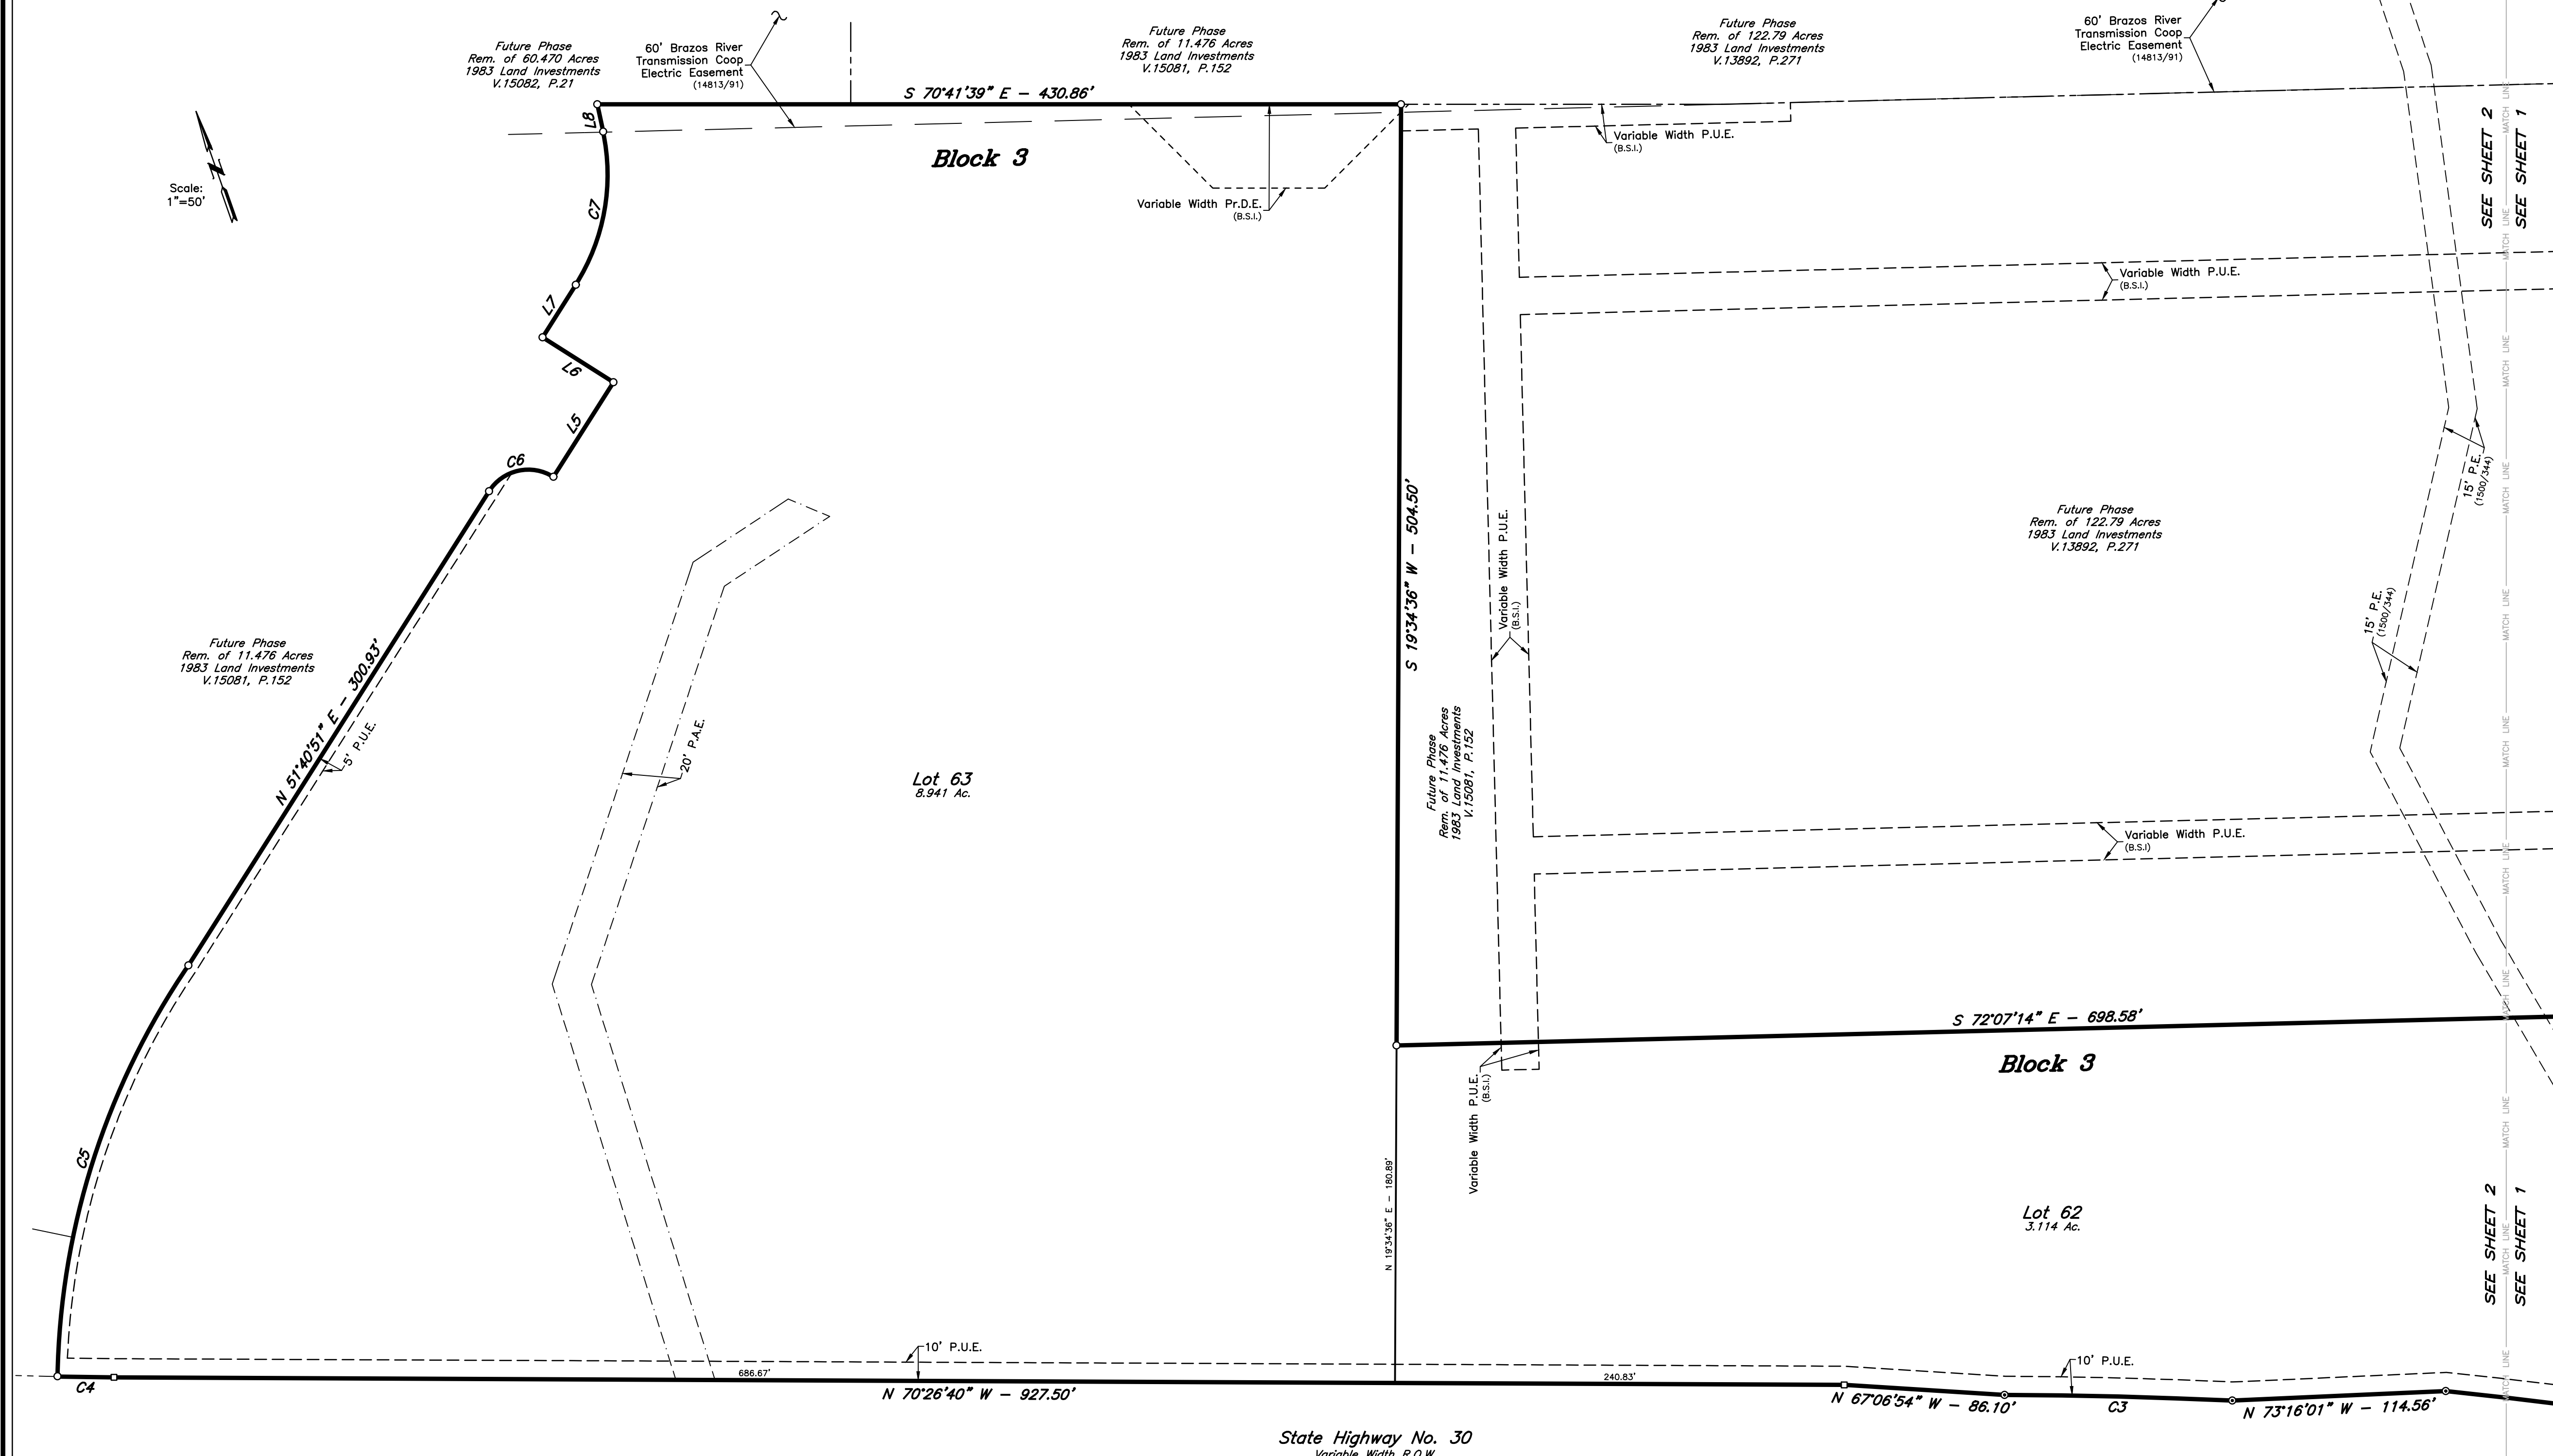 Future Phase
Rem. of 60.470 Acres
1983 Land Investments
V.15082, P.21
60' Brazos River
Transmission Coop
Electric Easement
(14813/91)
Future Phase
Rem. of 11.476 Acres
1983 Land Investments
V.15081, P.152
Future Phase
Rem. of 122.79 Acres
1983 Land Investments
V.13892, P.271
60' Brazos River
Transmission Coop
Electric Easement
(14813/91)
S 70°41'39" E - 430.86'
L8
Block 3
Variable Width P.U.E.
(B.S.I.)
SEE SHEET 2
MATCH LINE
SEE SHEET 1
N
Scale:
1"=50'
Variable Width Pr.D.E.
(B.S.I.)
C7
Variable Width P.U.E.
(B.S.I.)
L7
L6
L5
C6
15' P.E.
(1500/344)
S 19°34'36" W - 504.50'
Variable Width P.U.E.
(B.S.I.)
Future Phase
Rem. of 122.79 Acres
1983 Land Investments
V.13892, P.271
15' P.E.
(1500/344)
Future Phase
Rem. of 11.476 Acres
1983 Land Investments
V.15081, P.152
N 51°40'51" E - 300.93'
5' P.U.E.
20' P.A.E.
Lot 63
8.941 Ac.
Future Phase
Rem. of 11.476 Acres
1983 Land Investments
V.15081, P.152
Variable Width P.U.E.
(B.S.I)
S 72°07'14" E - 698.58'
Block 3
Variable Width P.U.E.
(B.S.I.)
C5
N 19°34'36" E - 180.89'
Lot 62
3.114 Ac.
SEE SHEET 2
MATCH LINE
SEE SHEET 1
10' P.U.E.
10' P.U.E.
C4
686.67'
N 70°26'40" W - 927.50'
240.83'
N 67°06'54" W - 86.10'
C3
N 73°16'01" W - 114.56'
State Highway No. 30
Variable Width R.O.W.